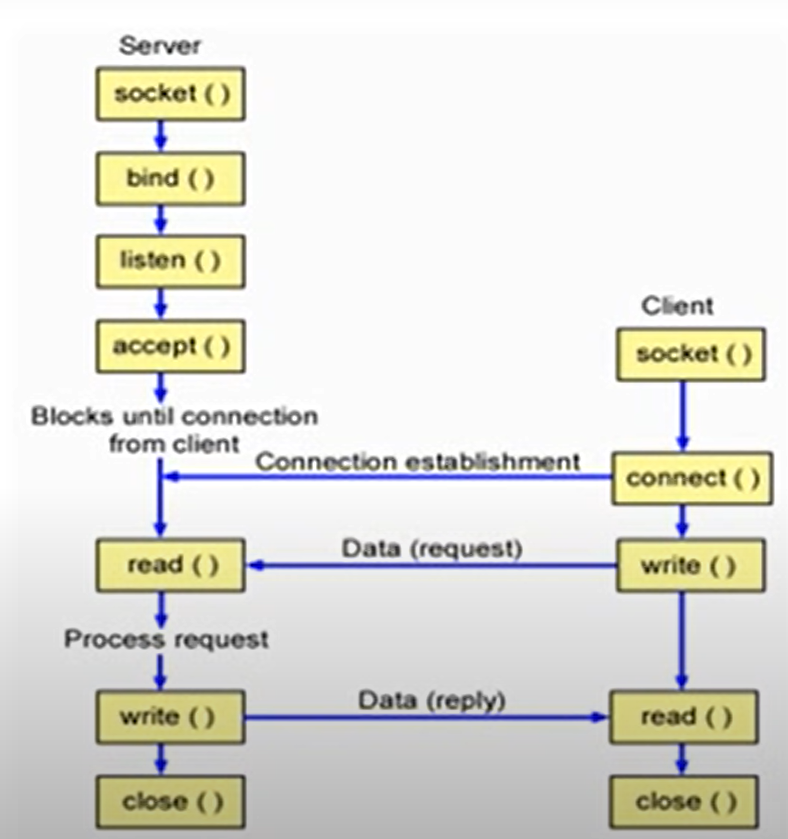 Server
socket ( )
bind ( )
listen ( )
accept ( )
Blocks until connection
from client
Client
socket ( )
Connection establishment
connect ( )
read ( )
Data (request)
write ( )
Process request
write ( )
Data (reply)
read ( )
close ( )
close ( )